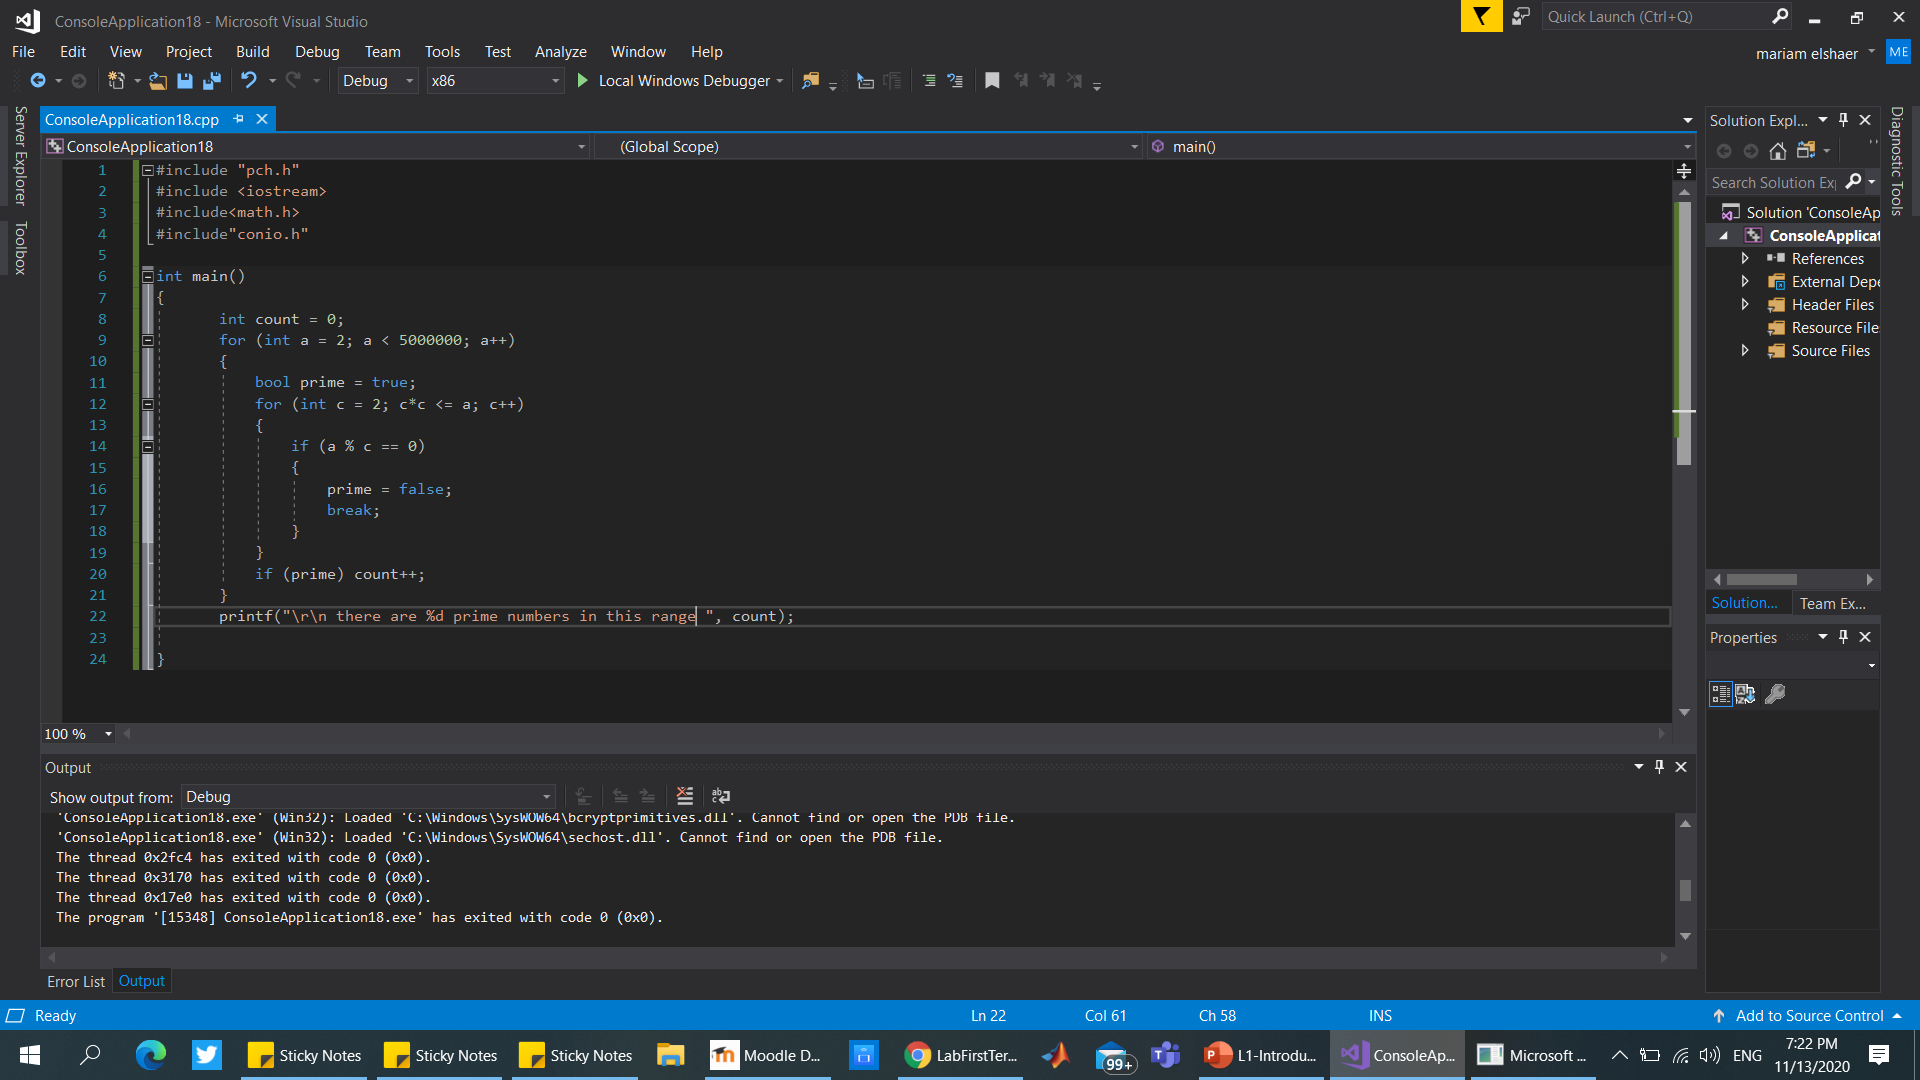 ConsoleApplication18 - Microsoft Visual Studio
Quick Launch (Ctrl+Q)
File Edit View Project Build Debug Team Tools Test Analyze Window Help
mariam elshaer ME
Debug x86 Local Windows Debugger
Server Explorer
Toolbox
ConsoleApplication18.cpp
ConsoleApplication18 (Global Scope) main()
1 #include "pch.h"
2 #include <iostream>
3 #include<math.h>
4 #include"conio.h"
5
6 int main()
7 {
8 int count = 0;
9 for (int a = 2; a < 5000000; a++)
10 {
11 bool prime = true;
12 for (int c = 2; c*c <= a; c++)
13 {
14 if (a % c == 0)
15 {
16 prime = false;
17 break;
18 }
19 }
20 if (prime) count++;
21 }
22 printf("\r\n there are %d prime numbers in this range ", count);
23
24 }
100 %
Solution Expl...
Search Solution Ex
Solution 'ConsoleAp
ConsoleApplicat
References
External Depe
Header Files
Resource File
Source Files
Solution... Team Ex...
Properties
Diagnostic Tools
Output
Show output from: Debug
'ConsoleApplication18.exe' (Win32): Loaded 'C:\Windows\SysWOW64\bcryptprimitives.dll'. Cannot find or open the PDB file.
'ConsoleApplication18.exe' (Win32): Loaded 'C:\Windows\SysWOW64\sechost.dll'. Cannot find or open the PDB file.
The thread 0x2fc4 has exited with code 0 (0x0).
The thread 0x3170 has exited with code 0 (0x0).
The thread 0x17e0 has exited with code 0 (0x0).
The program '[15348] ConsoleApplication18.exe' has exited with code 0 (0x0).
Error List Output
Ready Ln 22 Col 61 Ch 58 INS Add to Source Control
Sticky Notes Sticky Notes Sticky Notes Moodle D... LabFirstTer... 99+ L1-Introdu... ConsoleAp... Microsoft ... ENG
7:22 PM
11/13/2020